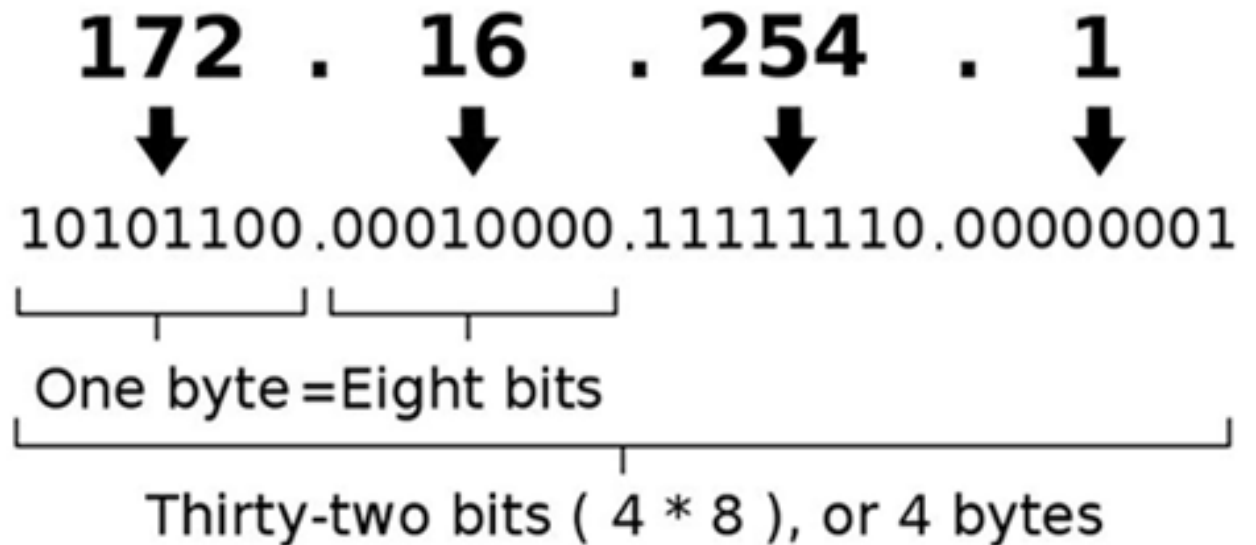 172 . 16 . 254 . 1
10101100.00010000.11111110.00000001
One byte=Eight bits
Thirty-two bits ( 4 * 8 ), or 4 bytes